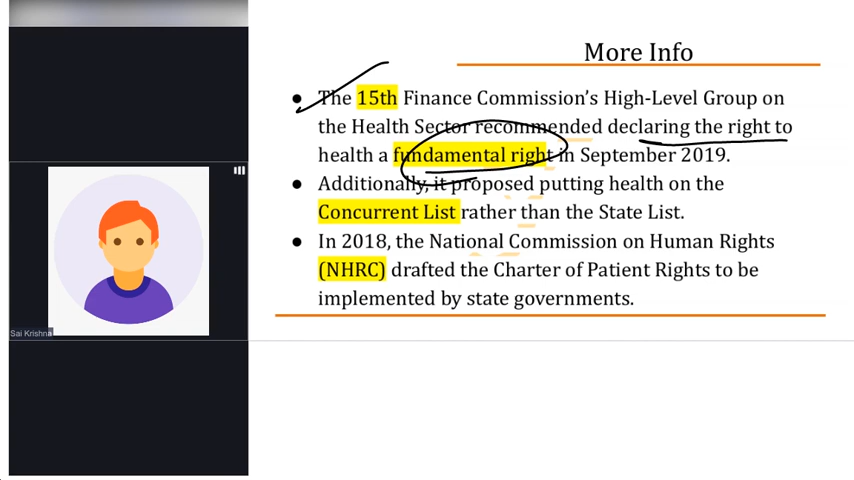 More Info
● The 15th Finance Commission's High-Level Group on
the Health Sector recommended declaring the right to
health a fundamental right in September 2019.
● Additionally, it proposed putting health on the
Concurrent List rather than the State List.
● In 2018, the National Commission on Human Rights
(NHRC) drafted the Charter of Patient Rights to be
implemented by state governments.
Sai Krishna